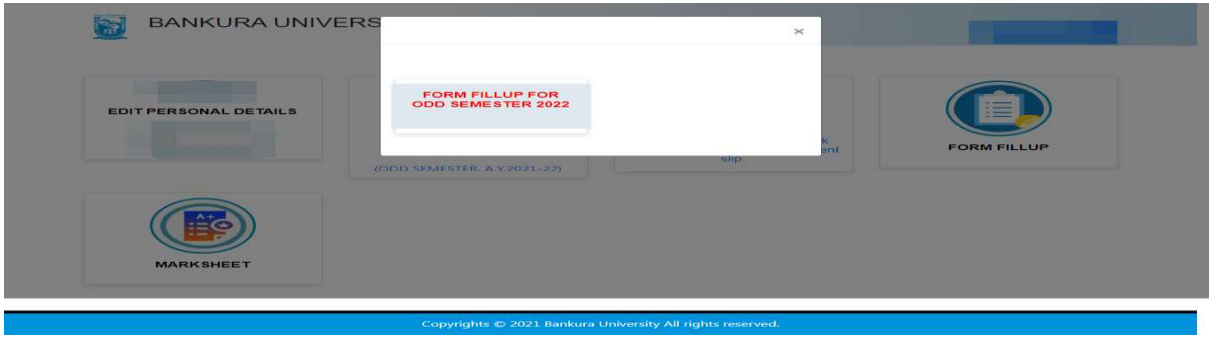 BANKURA UNIVERS
×
EDIT PERSONAL DETAILS
FORM FILLUP FOR
ODD SEMESTER 2022
(ODD SEMESTER, A.Y.2021-22)
slip.
FORM FILLUP
A+
MARKSHEET
Copyrights © 2021 Bankura University All rights reserved.